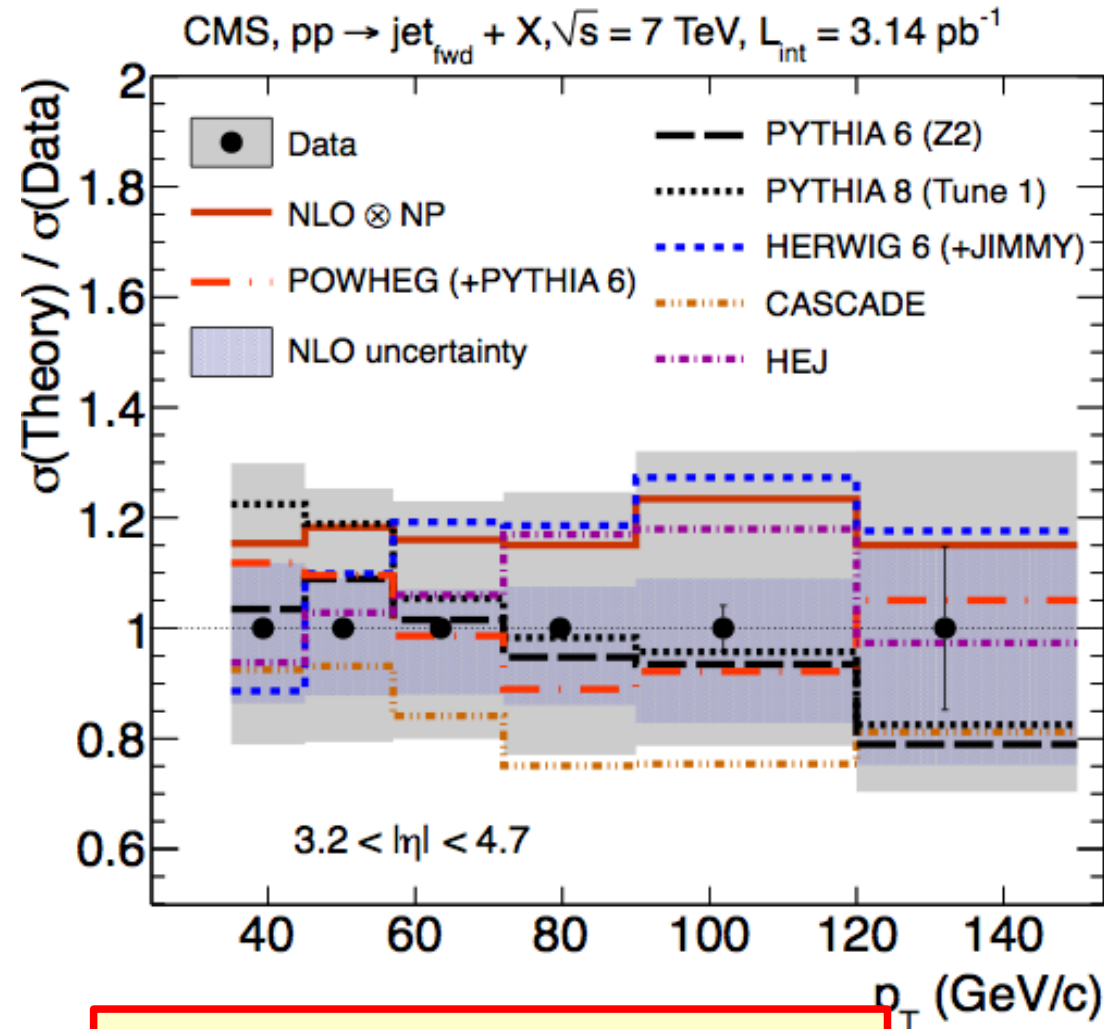 CMS, pp → jet_fwd + X, √s = 7 TeV, L_int = 3.14 pb⁻¹
σ(Theory) / σ(Data)
2
1.8
1.6
1.4
1.2
1
0.8
0.6
Data
NLO ⊗ NP
POWHEG (+PYTHIA 6)
NLO uncertainty
PYTHIA 6 (Z2)
PYTHIA 8 (Tune 1)
HERWIG 6 (+JIMMY)
CASCADE
HEJ
3.2 < |η| < 4.7
40 60 80 100 120 140
p_T (GeV/c)